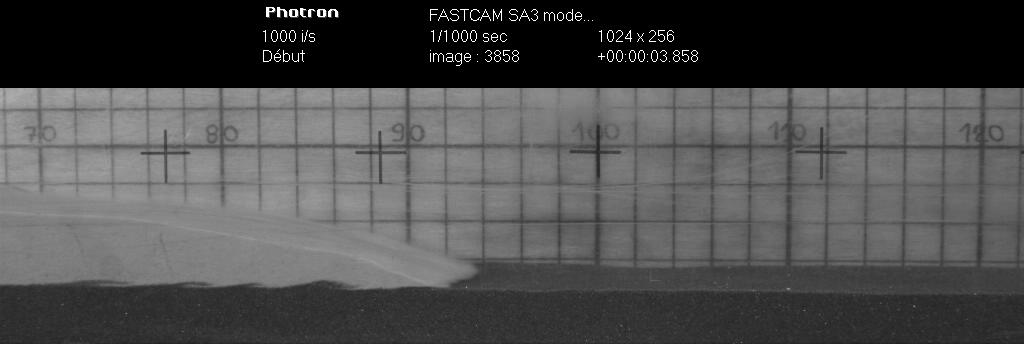 Photron
FASTCAM SA3 mode...
1000 i/s
1/1000 sec
1024 x 256
Début
image : 3858
+00:00:03.858
70
80
90
100
110
120